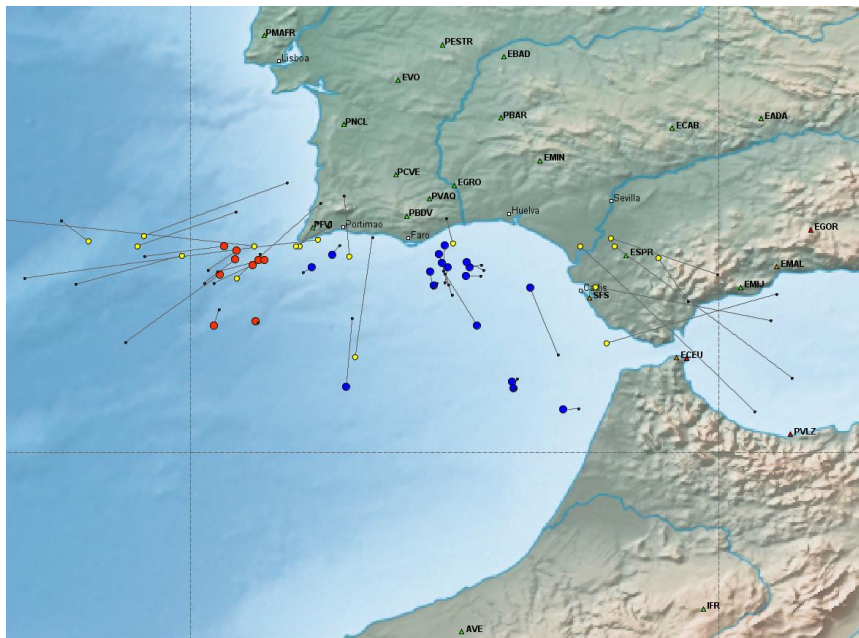 PMAFR
PESTR
Lisboa
EBAD
EVO
PBAR
EADA
PNCL
ECAB
EMIN
PCVE
EGRO
PVAQ
Sevilla
Huelva
PBDV
Portimao
EGOR
Faro
ESPR
EMAL
EMIJ
SFS
ECEU
PVLZ
IFR
AVE